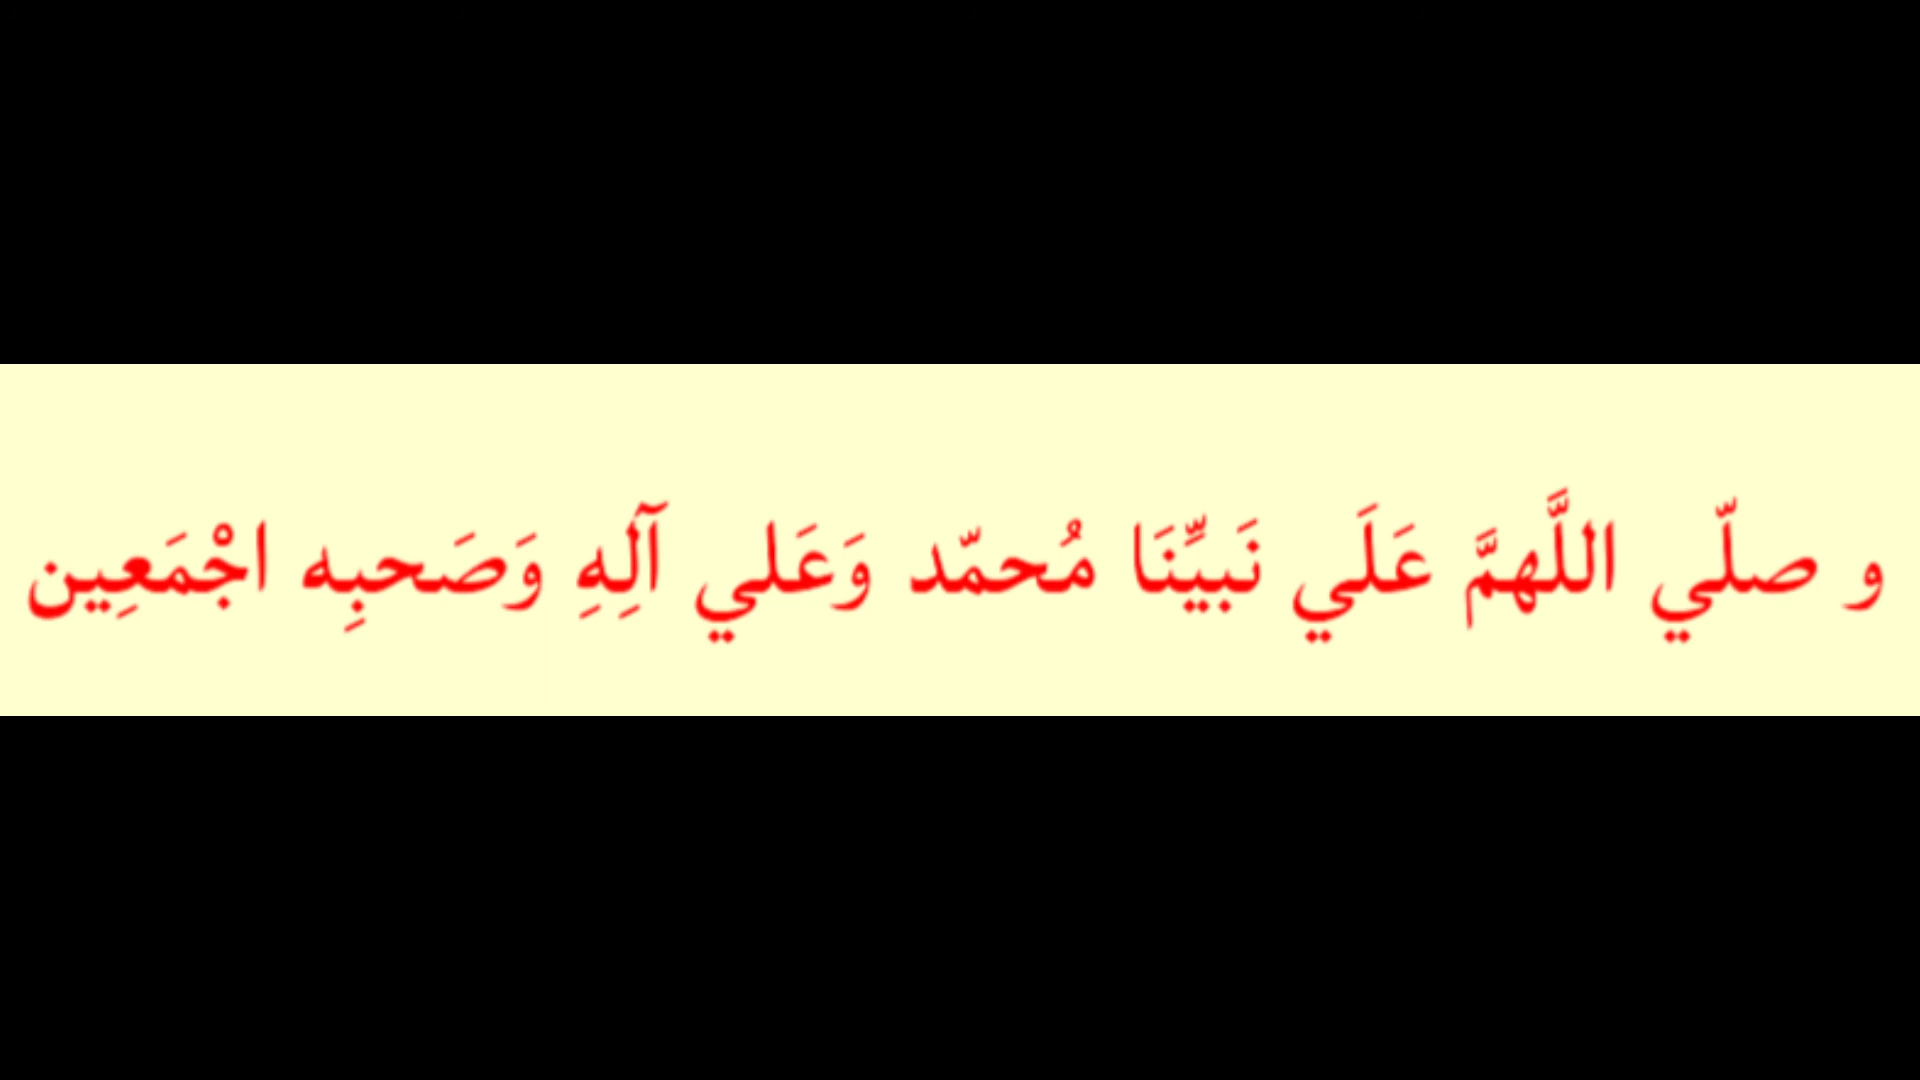 و صلّي اللَّهمَّ عَلَي نَبيِّنَا مُحمّد وَعَلي آلِهِ وَصَحبِه اجْمَعِين